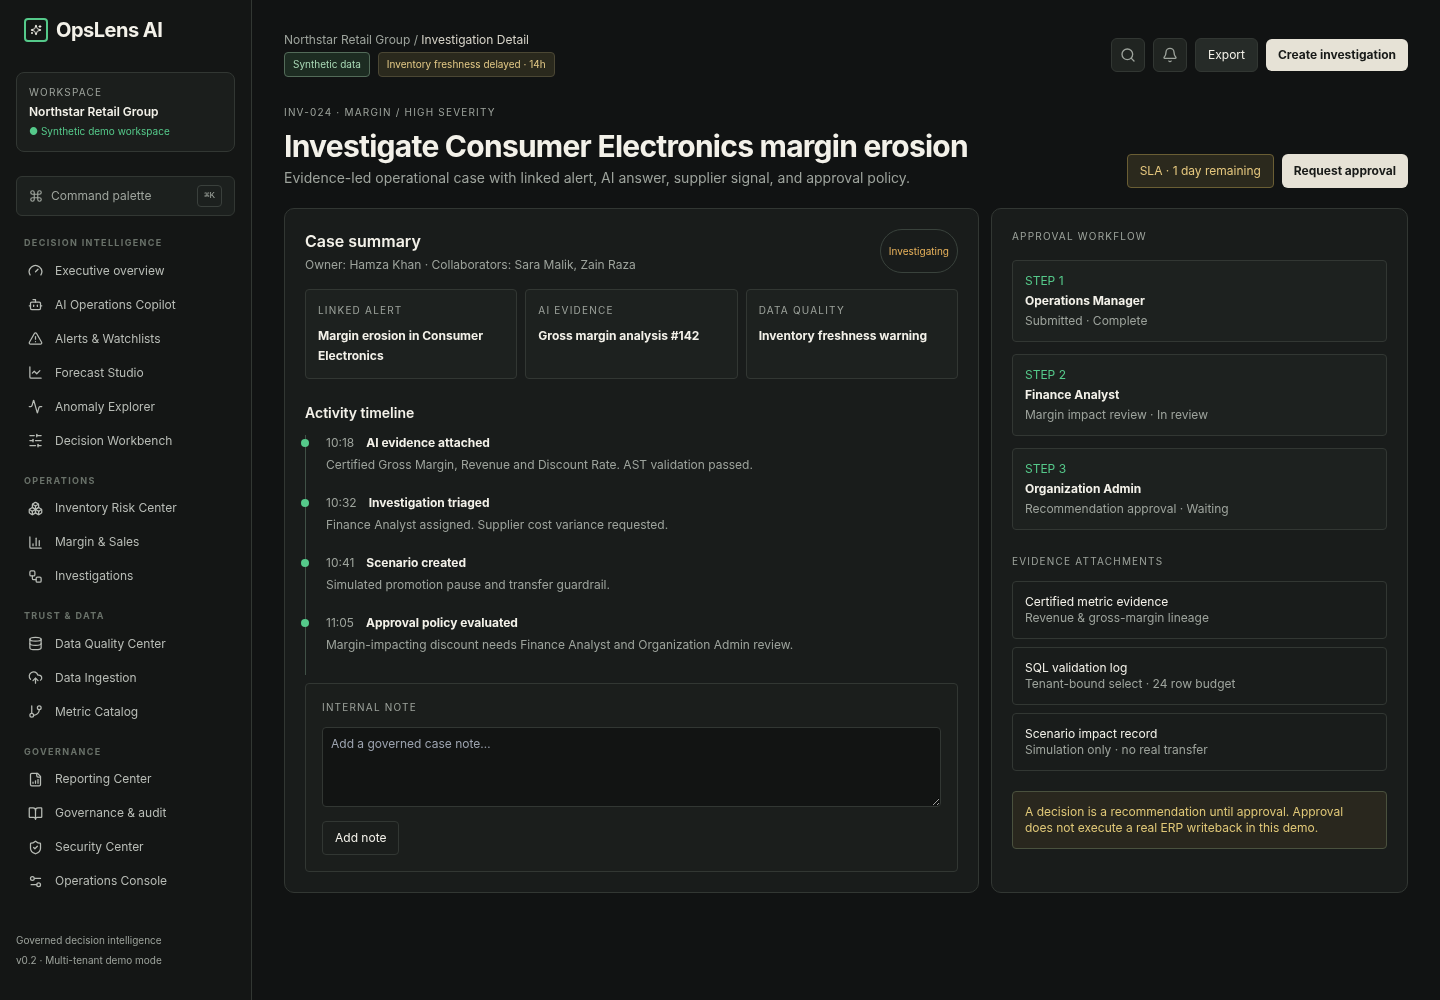 OpsLens AI
WORKSPACE
Northstar Retail Group
Synthetic demo workspace
Command palette
⌘K
DECISION INTELLIGENCE
Executive overview
AI Operations Copilot
Alerts & Watchlists
Forecast Studio
Anomaly Explorer
Decision Workbench
OPERATIONS
Inventory Risk Center
Margin & Sales
Investigations
TRUST & DATA
Data Quality Center
Data Ingestion
Metric Catalog
GOVERNANCE
Reporting Center
Governance & audit
Security Center
Operations Console
Governed decision intelligence
v0.2 · Multi-tenant demo mode
Northstar Retail Group / Investigation Detail
Synthetic data
Inventory freshness delayed · 14h
Export
Create investigation
INV-024 · MARGIN / HIGH SEVERITY
Investigate Consumer Electronics margin erosion
Evidence-led operational case with linked alert, AI answer, supplier signal, and approval policy.
SLA · 1 day remaining
Request approval
Case summary
Owner: Hamza Khan · Collaborators: Sara Malik, Zain Raza
Investigating
LINKED ALERT
Margin erosion in Consumer
Electronics
AI EVIDENCE
Gross margin analysis #142
DATA QUALITY
Inventory freshness warning
Activity timeline
10:18 AI evidence attached
Certified Gross Margin, Revenue and Discount Rate. AST validation passed.
10:32 Investigation triaged
Finance Analyst assigned. Supplier cost variance requested.
10:41 Scenario created
Simulated promotion pause and transfer guardrail.
11:05 Approval policy evaluated
Margin-impacting discount needs Finance Analyst and Organization Admin review.
INTERNAL NOTE
Add a governed case note...
Add note
APPROVAL WORKFLOW
STEP 1
Operations Manager
Submitted · Complete
STEP 2
Finance Analyst
Margin impact review · In review
STEP 3
Organization Admin
Recommendation approval · Waiting
EVIDENCE ATTACHMENTS
Certified metric evidence
Revenue & gross-margin lineage
SQL validation log
Tenant-bound select · 24 row budget
Scenario impact record
Simulation only · no real transfer
A decision is a recommendation until approval. Approval
does not execute a real ERP writeback in this demo.